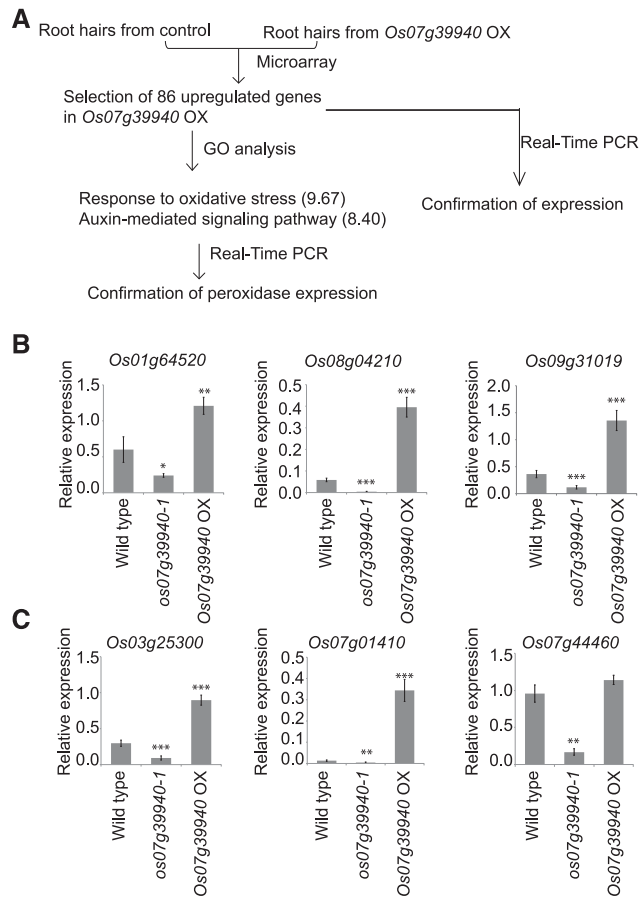 A
Root hairs from control
Root hairs from Os07g39940 OX
Microarray
Selection of 86 upregulated genes
in Os07g39940 OX
Real-Time PCR
GO analysis
Response to oxidative stress (9.67)
Auxin-mediated signaling pathway (8.40)
Confirmation of expression
Real-Time PCR
Confirmation of peroxidase expression
B
Os01g64520
Relative expression
1.5
1.0
0.5
0.0
*
**
Wild type
os07g39940-1
Os07g39940 OX
Os08g04210
Relative expression
0.5
0.4
0.3
0.2
0.1
0.0
***
***
Wild type
os07g39940-1
Os07g39940 OX
Os09g31019
Relative expression
2.0
1.5
1.0
0.5
0.0
***
***
Wild type
os07g39940-1
Os07g39940 OX
C
Os03g25300
Relative expression
1.5
1.0
0.5
0.0
***
***
Wild type
os07g39940-1
Os07g39940 OX
Os07g01410
Relative expression
0.5
0.4
0.3
0.2
0.1
0.0
**
***
Wild type
os07g39940-1
Os07g39940 OX
Os07g44460
Relative expression
1.5
1.0
0.5
0.0
**
Wild type
os07g39940-1
Os07g39940 OX